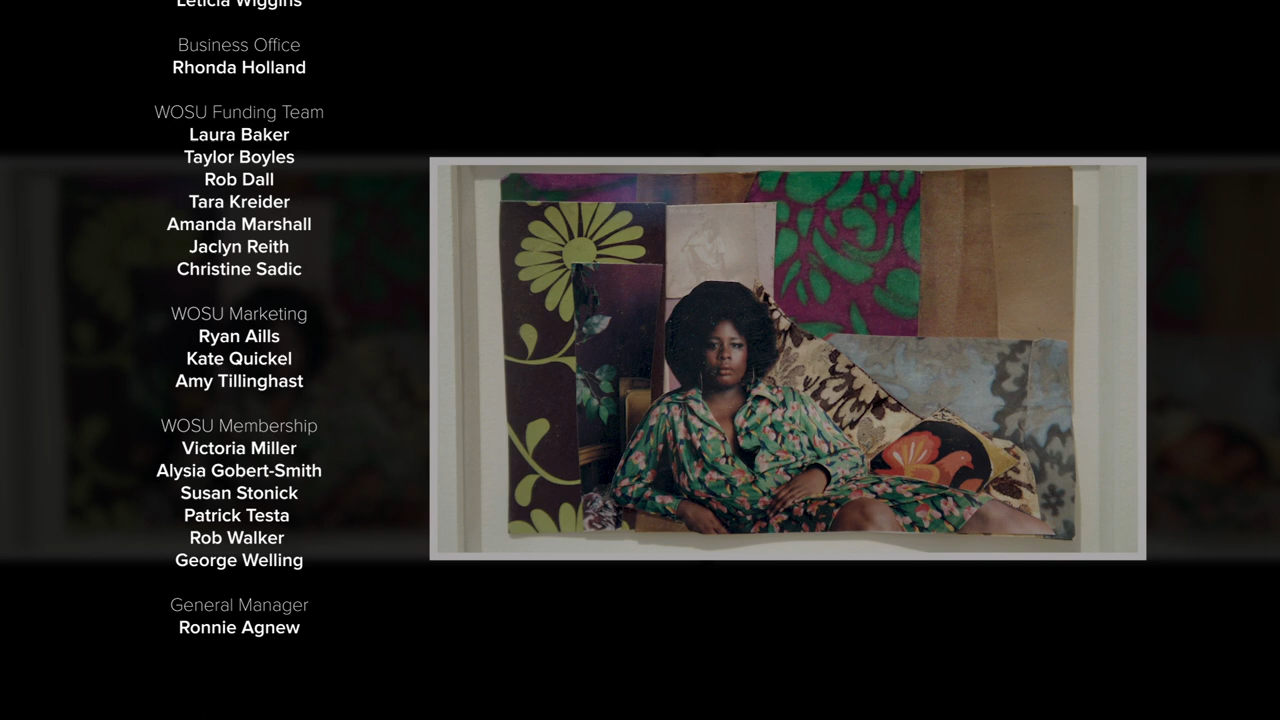 Leticia Wiggins
Business Office
Rhonda Holland
WOSU Funding Team
Laura Baker
Taylor Boyles
Rob Dall
Tara Kreider
Amanda Marshall
Jaclyn Reith
Christine Sadic
WOSU Marketing
Ryan Aills
Kate Quickel
Amy Tillinghast
WOSU Membership
Victoria Miller
Alysia Gobert-Smith
Susan Stonick
Patrick Testa
Rob Walker
George Welling
General Manager
Ronnie Agnew